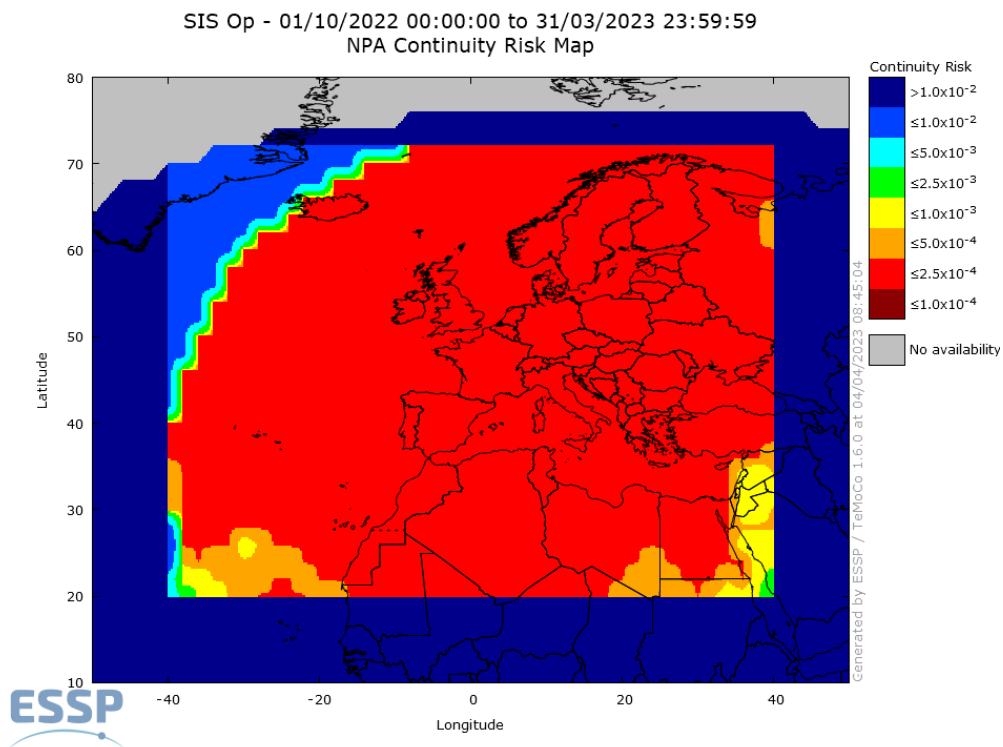 SIS Op - 01/10/2022 00:00:00 to 31/03/2023 23:59:59
NPA Continuity Risk Map
Continuity Risk
>1.0x10-2
≤1.0x10-2
≤5.0x10-3
≤2.5x10-3
≤1.0x10-3
≤5.0x10-4
≤2.5x10-4
≤1.0x10-4
No availability
80
70
60
50
40
30
20
10
Latitude
-40
-20
0
20
40
Longitude
Generated by ESSP / TeMoCo 1.6.0 at 04/04/2023 08:45:04
ESSP